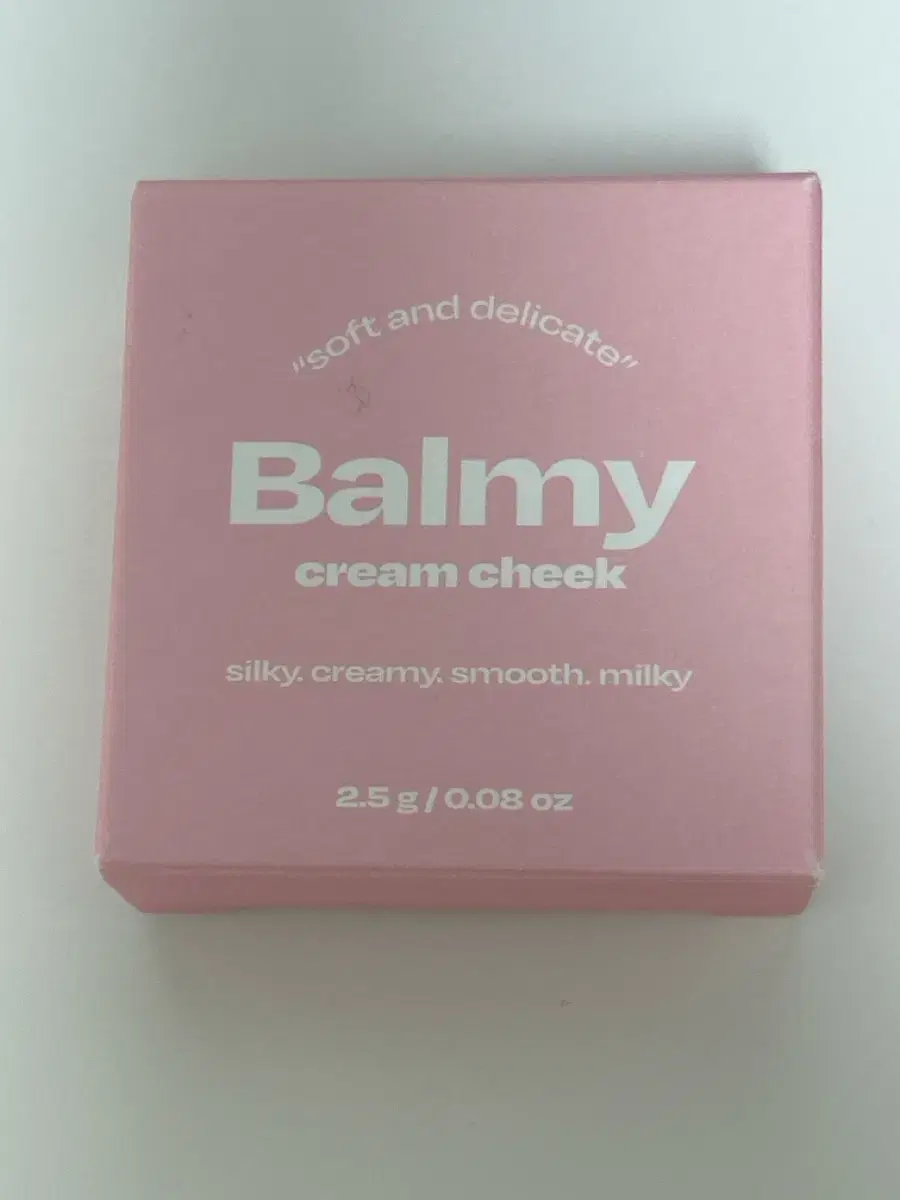 "soft and delicate"
Balmy
cream cheek
silky. creamy. smooth. milky
2.5 g / 0.08 oz